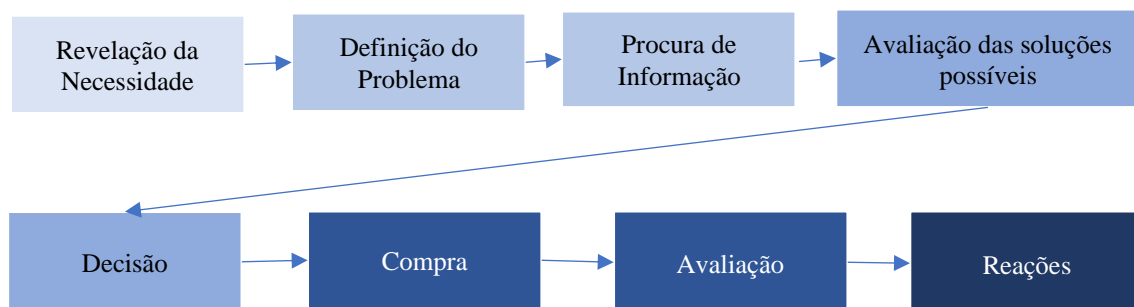 Revelação da
Necessidade
Definição do
Problema
Procura de
Informação
Avaliação das soluções
possíveis
Decisão
Compra
Avaliação
Reações